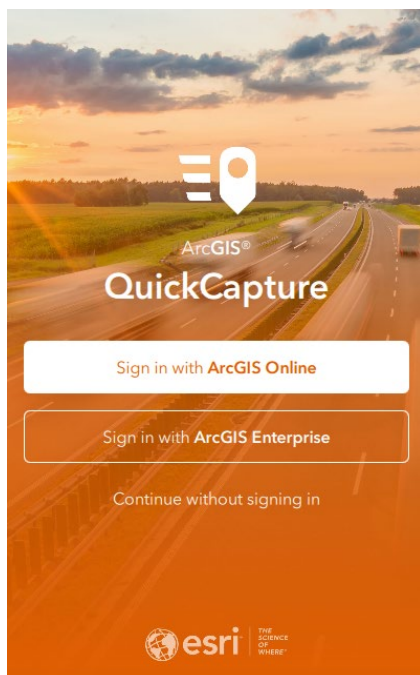 ArcGIS®
QuickCapture
Sign in with ArcGIS Online
Sign in with ArcGIS Enterprise
Continue without signing in
esri™
THE
SCIENCE
OF
WHERE®